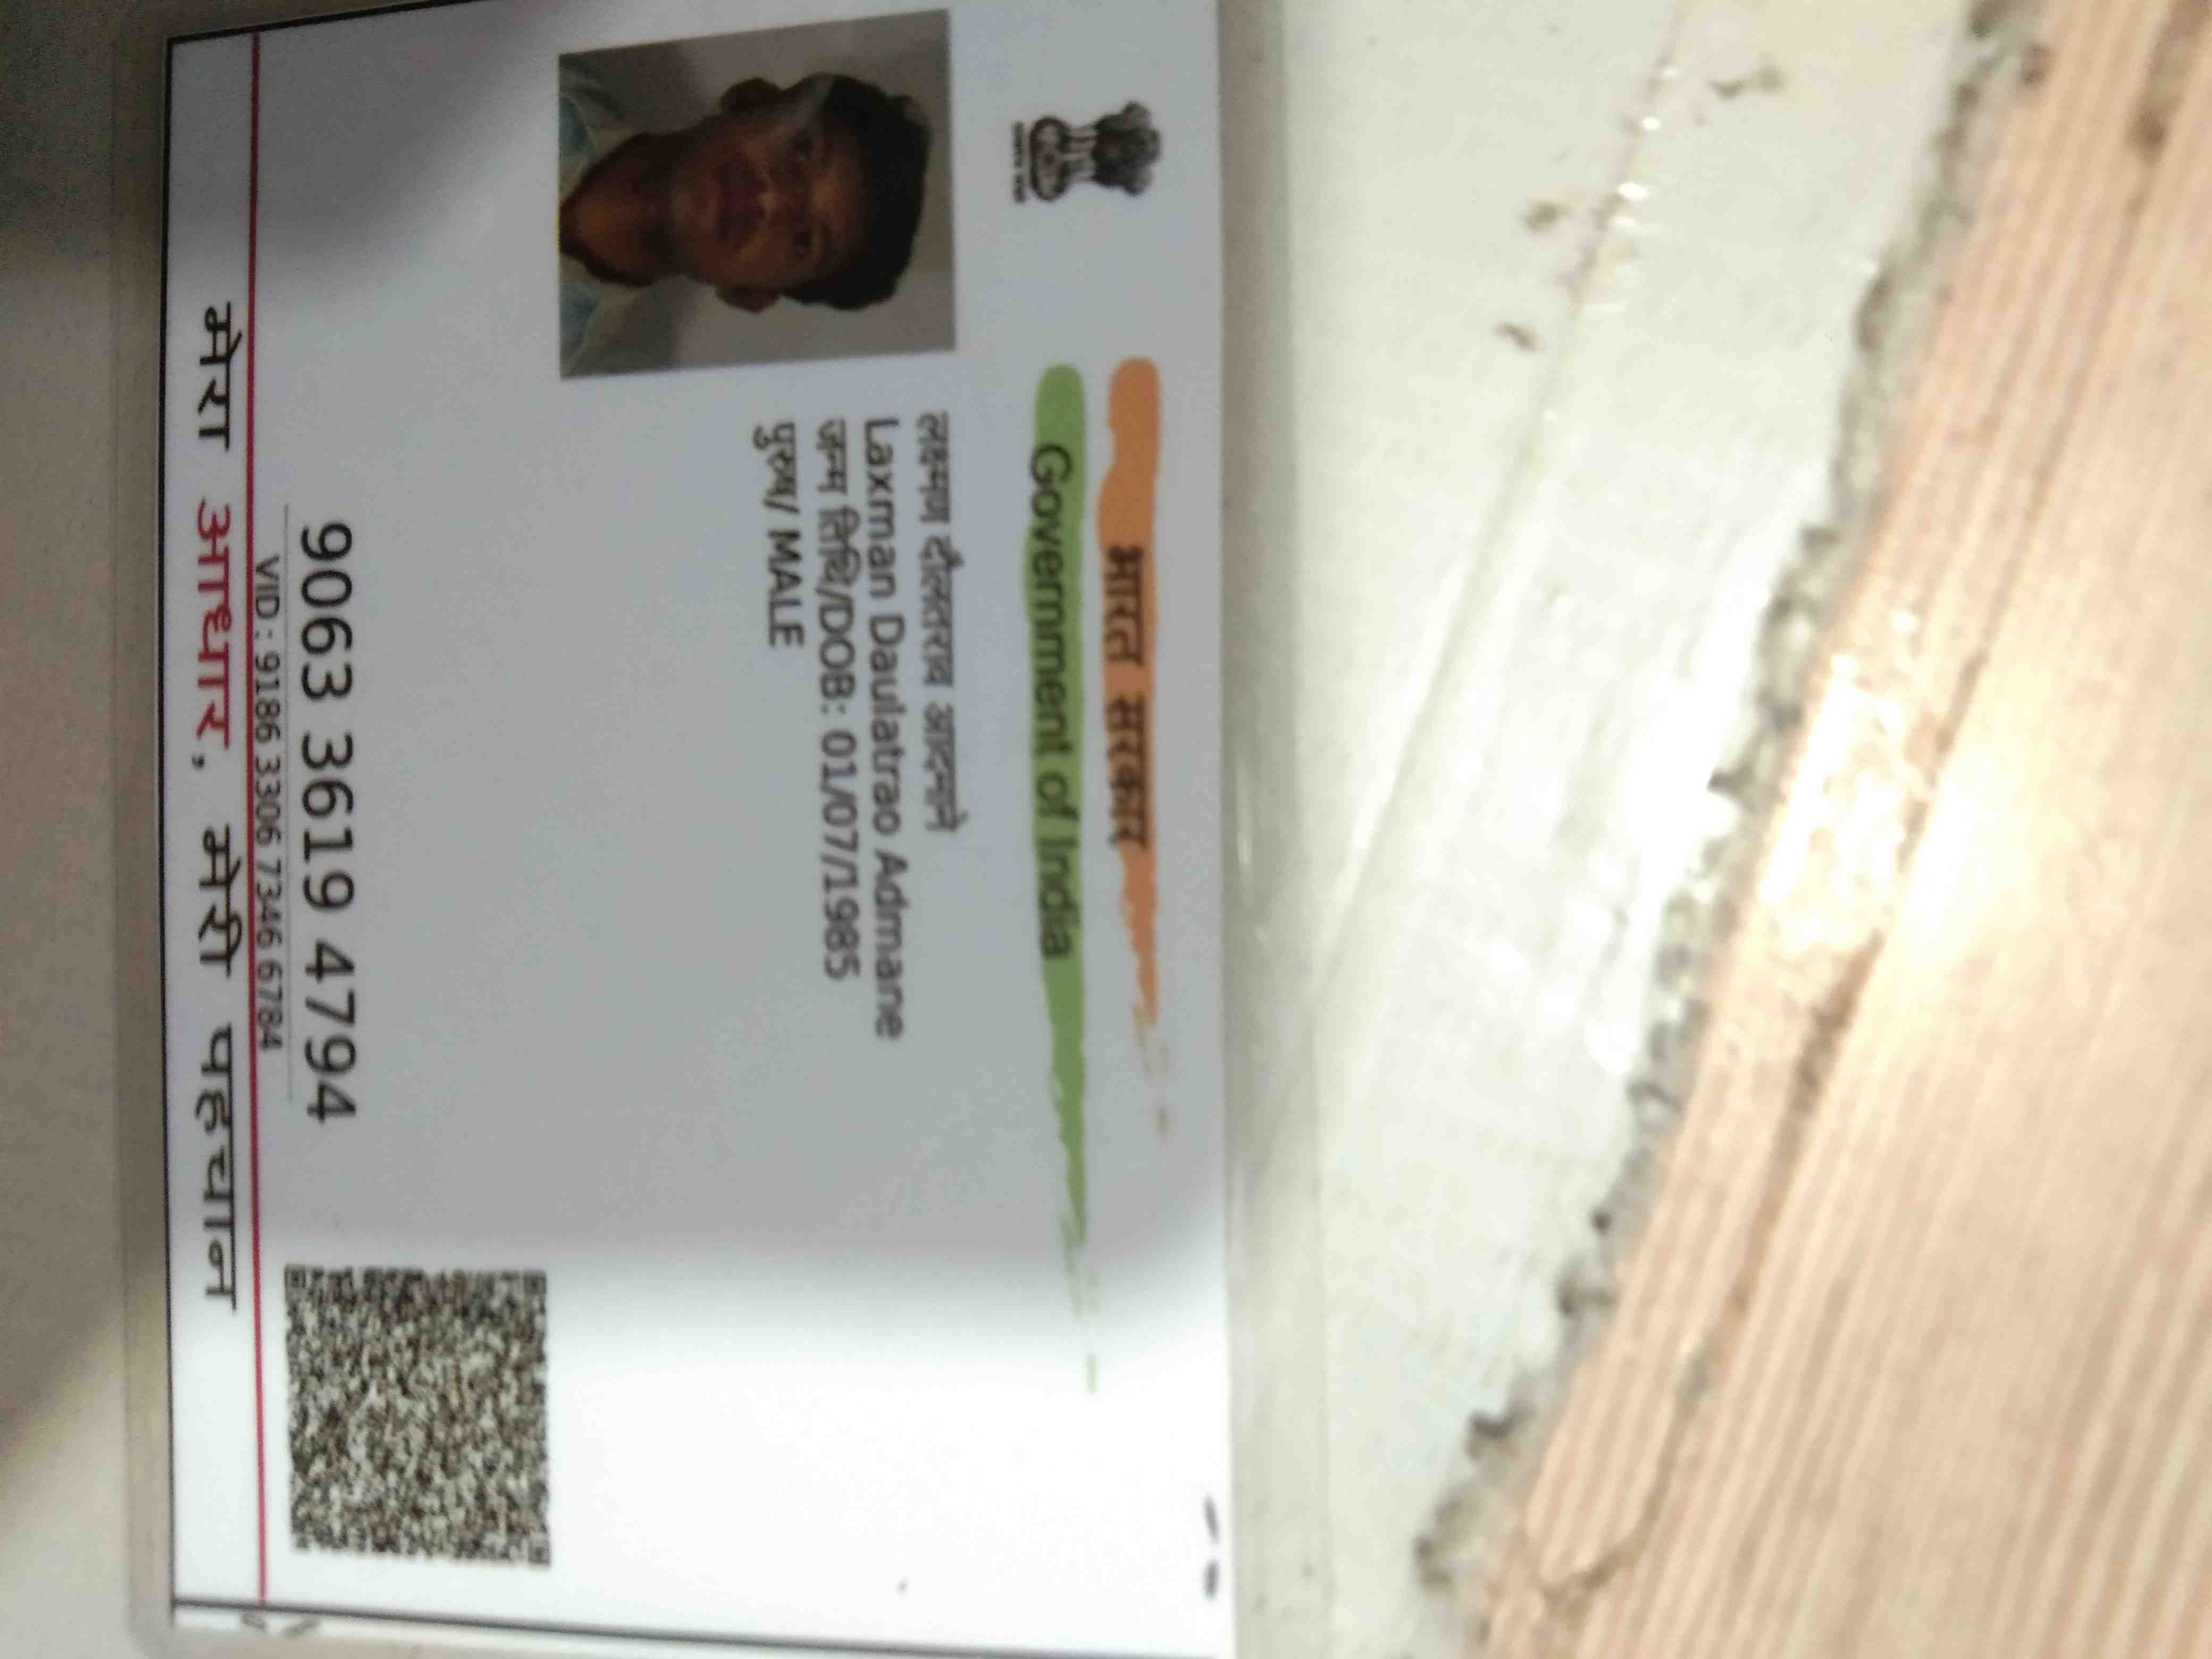 भारत सरकार
Government of India
लक्ष्मण दौलतराव आदमाने
Laxman Daulatrao Admane
जन्म तिथि/DOB: 01/07/1985
पुरुष/ MALE
9063 3619 4794
VID : 9186 3306 7346 6784
मेरा आधार, मेरी पहचान